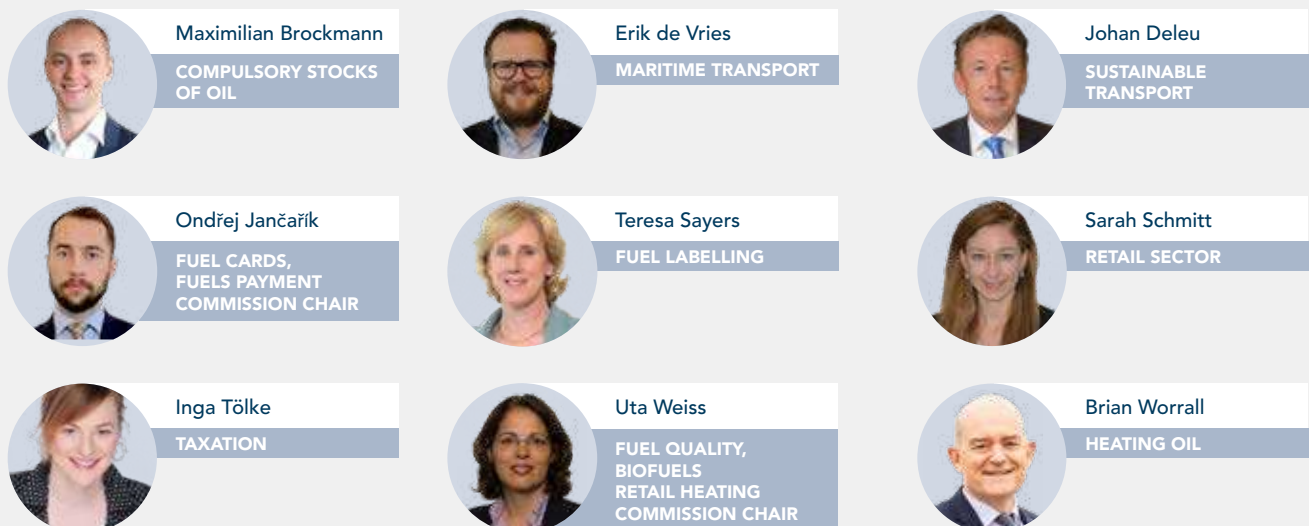 Maximilian Brockmann
COMPULSORY STOCKS
OF OIL
Erik de Vries
MARITIME TRANSPORT
Johan Deleu
SUSTAINABLE
TRANSPORT
Ondřej Jančařík
FUEL CARDS,
FUELS PAYMENT
COMMISSION CHAIR
Teresa Sayers
FUEL LABELLING
Sarah Schmitt
RETAIL SECTOR
Inga Tölke
TAXATION
Uta Weiss
FUEL QUALITY,
BIOFUELS
RETAIL HEATING
COMMISSION CHAIR
Brian Worrall
HEATING OIL